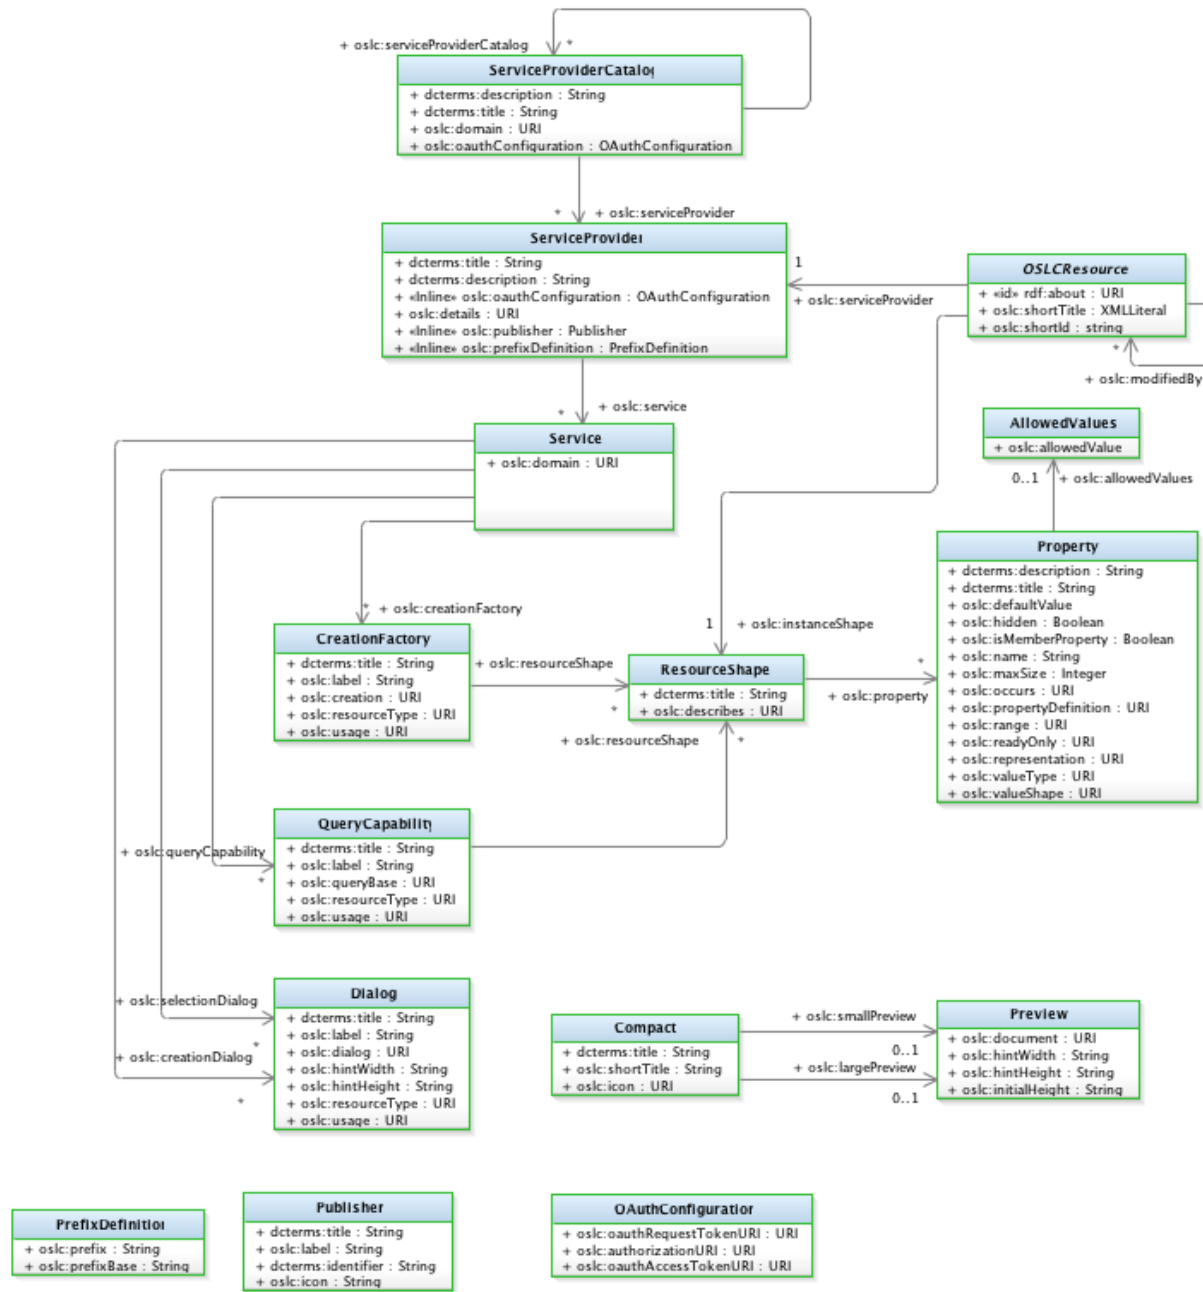 + oslc:serviceProviderCatalog
*
ServiceProviderCatalog
+ dcterms:description : String
+ dcterms:title : String
+ oslc:domain : URI
+ oslc:oauthConfiguration : OAuthConfiguration
*
+ oslc:serviceProvider
ServiceProvider
+ dcterms:title : String
+ dcterms:description : String
+ «Inline» oslc:oauthConfiguration : OAuthConfiguration
+ oslc:details : URI
+ «Inline» oslc:publisher : Publisher
+ «Inline» oslc:prefixDefinition : PrefixDefinition
1
+ oslc:serviceProvider
OSLCResource
+ «id» rdf:about : URI
+ oslc:shortTitle : XMLLiteral
+ oslc:shortId : string
*
+ oslc:modifiedBy
*
+ oslc:service
Service
+ oslc:domain : URI
AllowedValues
+ oslc:allowedValue
0..1
+ oslc:allowedValues
Property
+ dcterms:description : String
+ dcterms:title : String
+ oslc:defaultValue
+ oslc:hidden : Boolean
+ oslc:isMemberProperty : Boolean
+ oslc:name : String
+ oslc:maxSize : Integer
+ oslc:occurs : URI
+ oslc:propertyDefinition : URI
+ oslc:range : URI
+ oslc:readyOnly : URI
+ oslc:representation : URI
+ oslc:valueType : URI
+ oslc:valueShape : URI
*
+ oslc:creationFactory
CreationFactory
+ dcterms:title : String
+ oslc:label : String
+ oslc:creation : URI
+ oslc:resourceType : URI
+ oslc:usage : URI
+ oslc:resourceShape
*
1
+ oslc:instanceShape
ResourceShape
+ dcterms:title : String
+ oslc:describes : URI
*
+ oslc:property
+ oslc:resourceShape
*
+ oslc:queryCapability
*
QueryCapability
+ dcterms:title : String
+ oslc:label : String
+ oslc:queryBase : URI
+ oslc:resourceType : URI
+ oslc:usage : URI
+ oslc:selectionDialog
*
+ oslc:creationDialog
*
Dialog
+ dcterms:title : String
+ oslc:label : String
+ oslc:dialog : URI
+ oslc:hintWidth : String
+ oslc:hintHeight : String
+ oslc:resourceType : URI
+ oslc:usage : URI
Compact
+ dcterms:title : String
+ oslc:shortTitle : String
+ oslc:icon : URI
+ oslc:smallPreview
0..1
+ oslc:largePreview
0..1
Preview
+ oslc:document : URI
+ oslc:hintWidth : String
+ oslc:hintHeight : String
+ oslc:initialHeight : String
PrefixDefinition
+ oslc:prefix : String
+ oslc:prefixBase : String
Publisher
+ dcterms:title : String
+ oslc:label : String
+ dcterms:identifier : String
+ oslc:icon : String
OAuthConfiguration
+ oslc:oauthRequestTokenURI : URI
+ oslc:authorizationURI : URI
+ oslc:oauthAccessTokenURI : URI